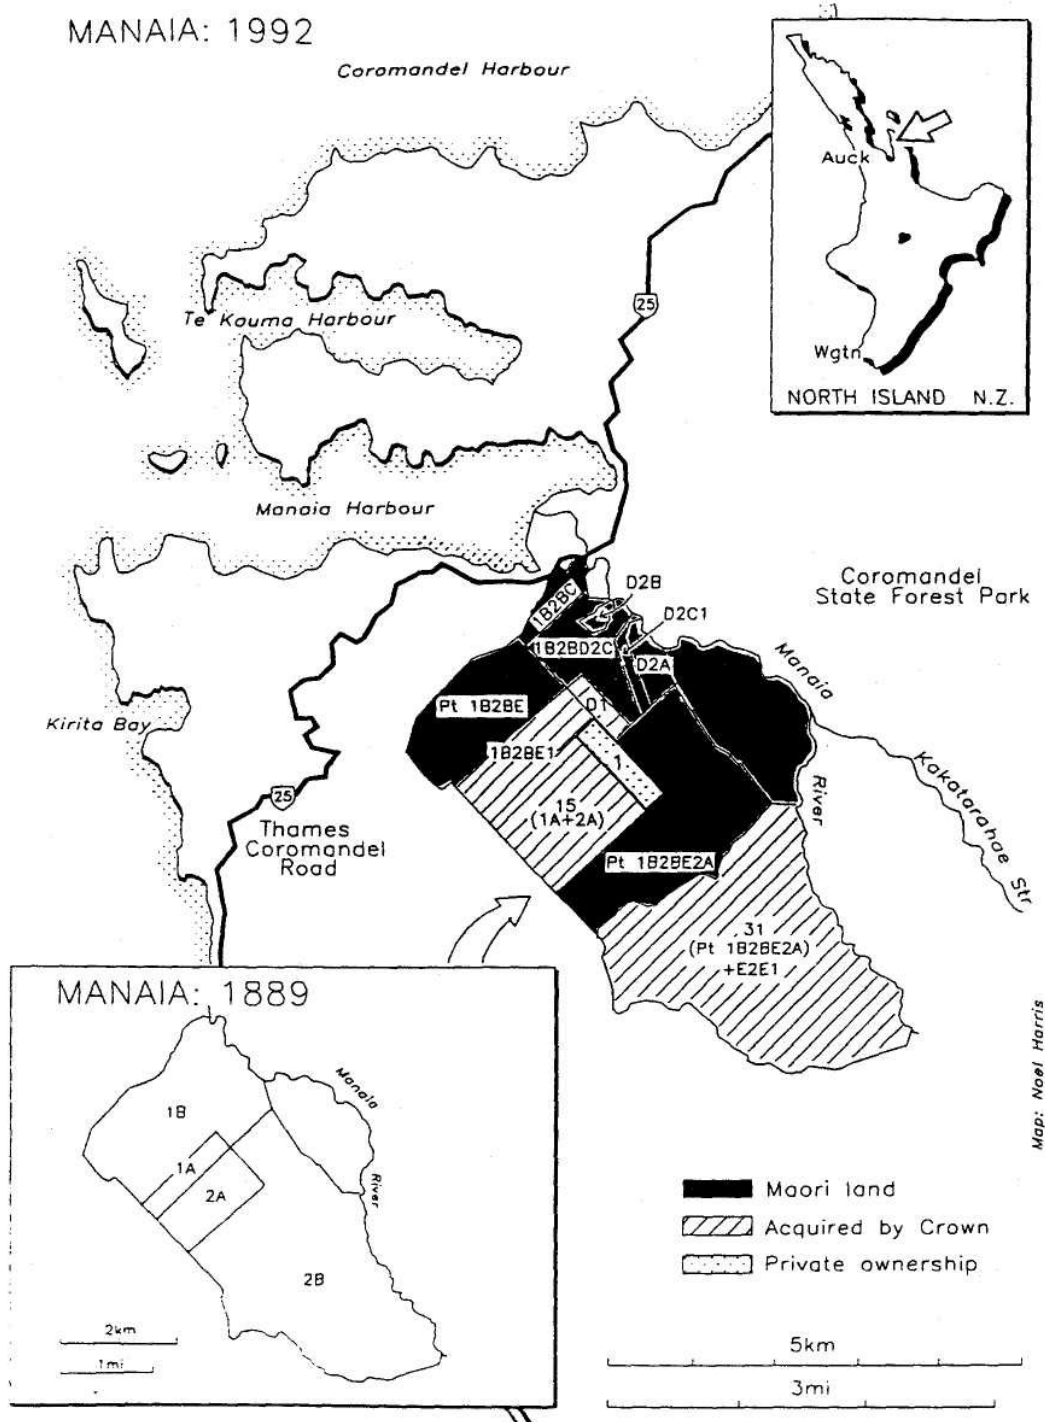 MANAIA: 1992
Coromandel Harbour
Auck
Wgtn
NORTH ISLAND N.Z.
25
Te Kouma Harbour
Manaia Harbour
Coromandel
State Forest Park
D2B
1B2BC
D2C1
1B2BD2C
D2A
Manaia
River
Kakatarahae Str
Pt 1B2BE
D1
Kirita Bay
1B2BE1
1
25
15
(1A+2A)
Thames
Coromandel
Road
Pt 1B2BE2A
31
(Pt 1B2BE2A)
+E2E1
MANAIA: 1889
Manaia
River
1B
1A
2A
2B
2km
1mi
Maori land
Acquired by Crown
Private ownership
5km
3mi
Map: Noel Harris